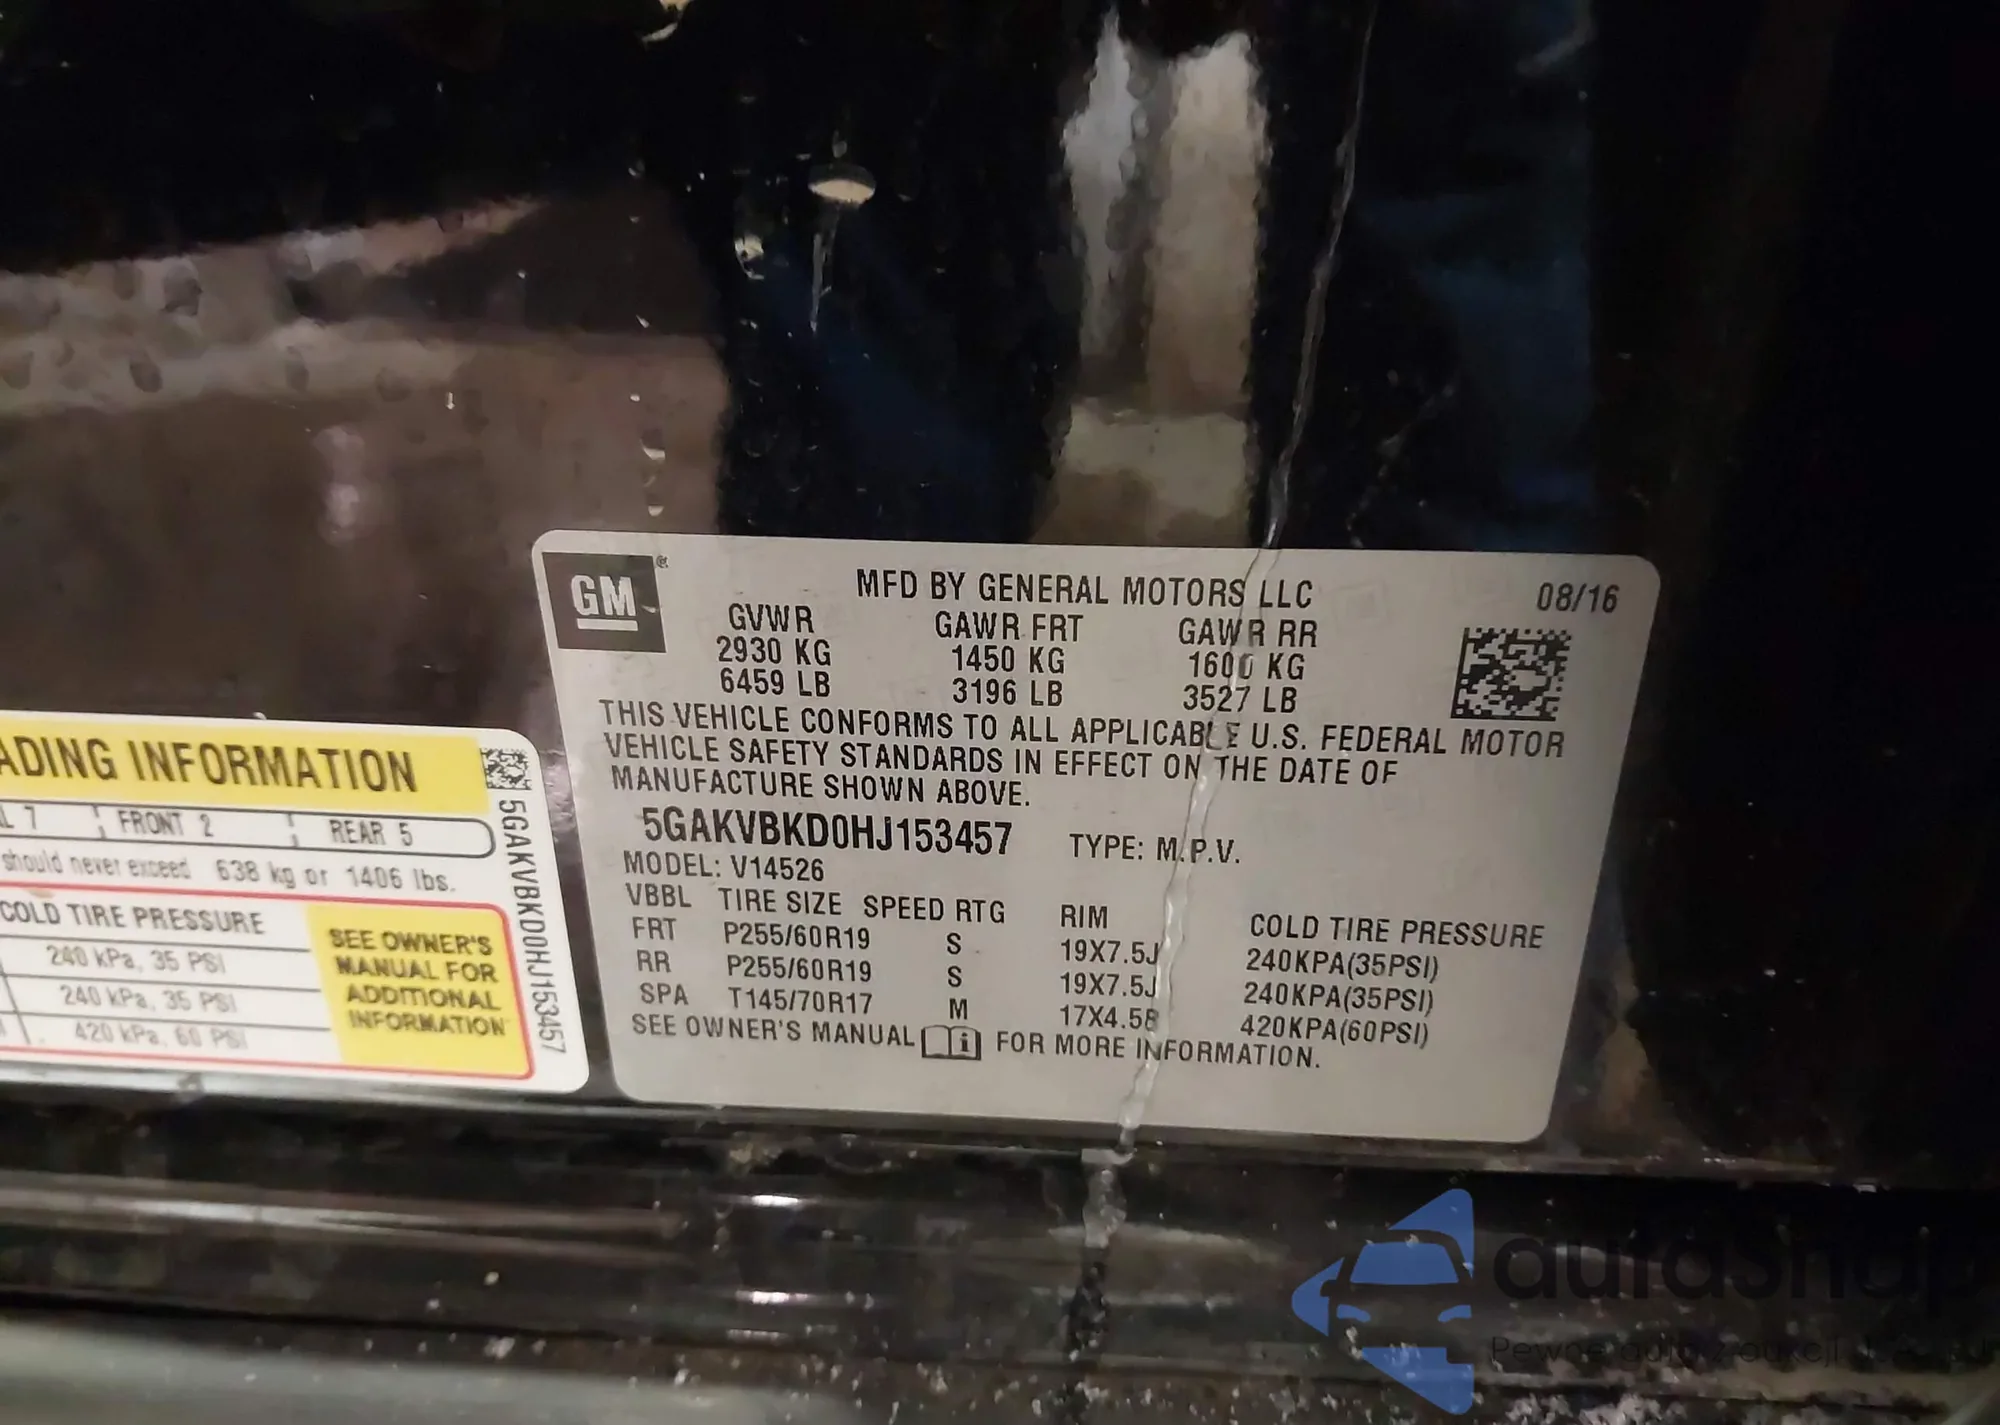 GM
MFD BY GENERAL MOTORS LLC 08/16
GVWR GAWR FRT GAWR RR
2930 KG 1450 KG 1600 KG
6459 LB 3196 LB 3527 LB
THIS VEHICLE CONFORMS TO ALL APPLICABLE U.S. FEDERAL MOTOR
VEHICLE SAFETY STANDARDS IN EFFECT ON THE DATE OF
MANUFACTURE SHOWN ABOVE.
5GAKVBKD0HJ153457 TYPE: M.P.V.
MODEL: V14526
VBBL TIRE SIZE SPEED RTG RIM COLD TIRE PRESSURE
FRT P255/60R19 S 19X7.5J 240KPA(35PSI)
RR P255/60R19 S 19X7.5J 240KPA(35PSI)
SPA T145/70R17 M 17X4.5B 420KPA(60PSI)
SEE OWNER'S MANUAL FOR MORE INFORMATION.
ADING INFORMATION
AL 7 FRONT 2 REAR 5
should never exceed 638 kg or 1406 lbs.
COLD TIRE PRESSURE
240 kPa, 35 PSI
240 kPa, 35 PSI
420 kPa, 60 PSI
SEE OWNER'S
MANUAL FOR
ADDITIONAL
INFORMATION
5GAKVBKD0HJ153457
autaSnap
Pewne auto z aukcji